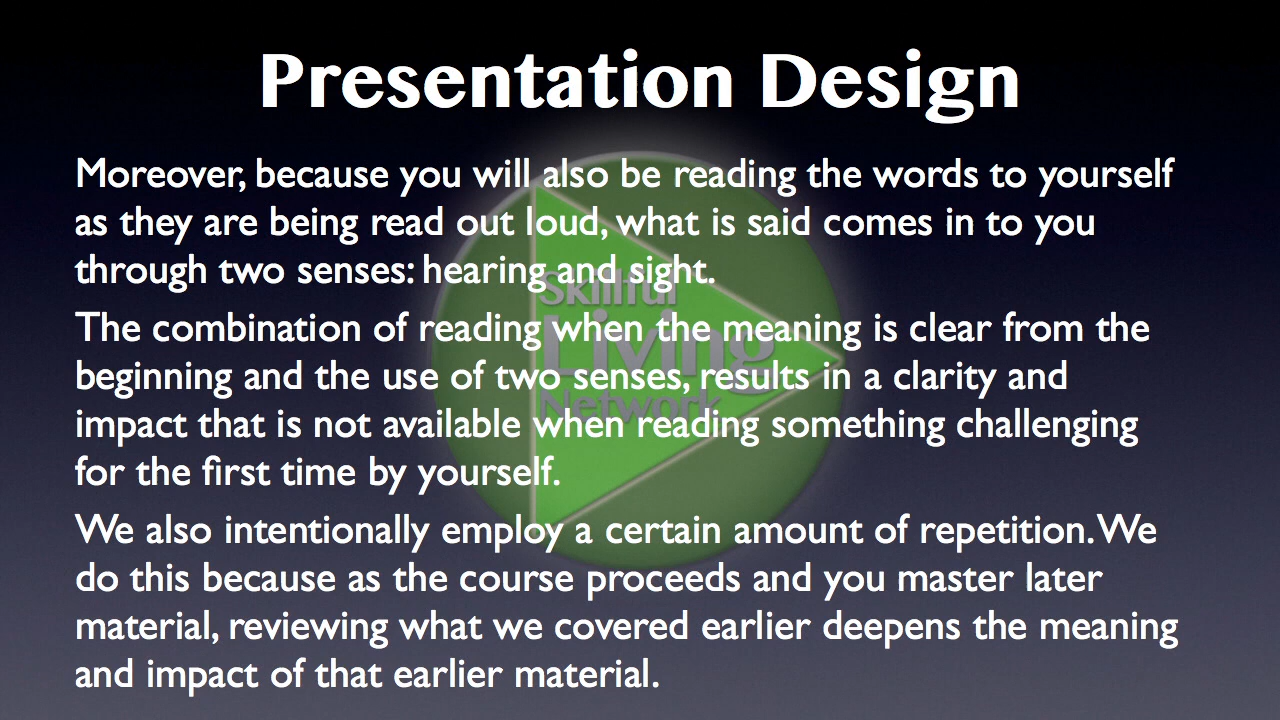 Presentation Design
Moreover, because you will also be reading the words to yourself
as they are being read out loud, what is said comes in to you
through two senses: hearing and sight.
The combination of reading when the meaning is clear from the
beginning and the use of two senses, results in a clarity and
impact that is not available when reading something challenging
for the first time by yourself.
We also intentionally employ a certain amount of repetition. We
do this because as the course proceeds and you master later
material, reviewing what we covered earlier deepens the meaning
and impact of that earlier material.
Skillful
Living
Network